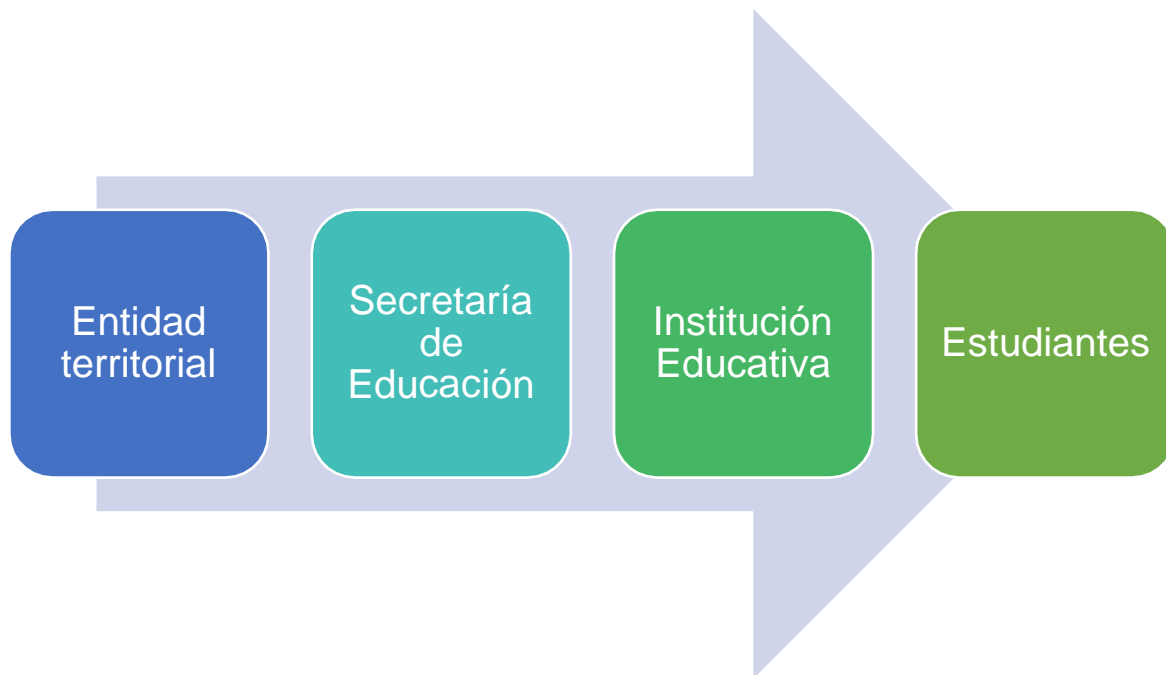 Entidad
territorial
Secretaría
de
Educación
Institución
Educativa
Estudiantes